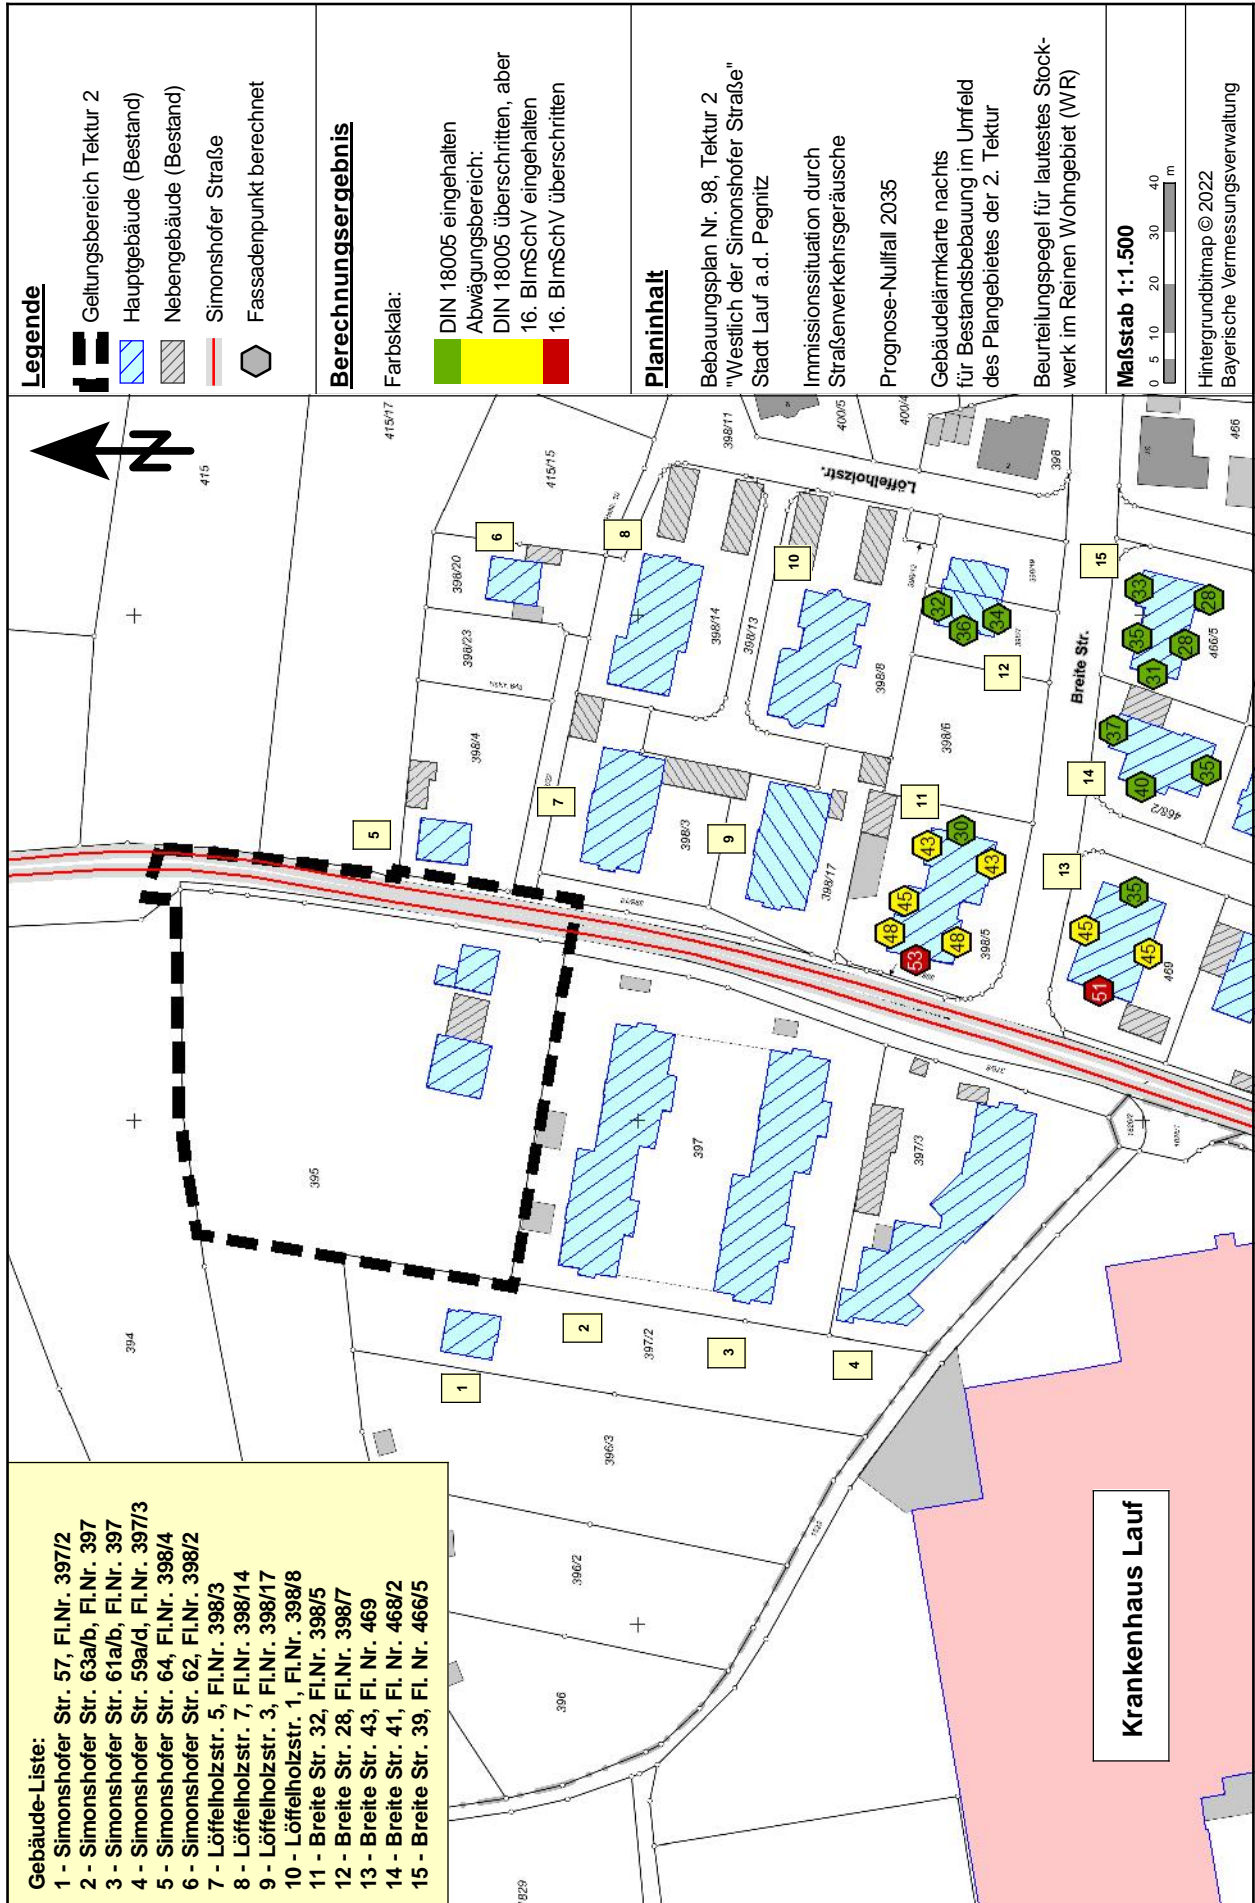 Gebäude-Liste:
1 - Simonshofer Str. 57, Fl.Nr. 397/2
2 - Simonshofer Str. 63a/b, Fl.Nr. 397
3 - Simonshofer Str. 61a/b, Fl.Nr. 397
4 - Simonshofer Str. 59a/d, Fl.Nr. 397/3
5 - Simonshofer Str. 64, Fl.Nr. 398/4
6 - Simonshofer Str. 62, Fl.Nr. 398/2
7 - Löffelholzstr. 5, Fl.Nr. 398/3
8 - Löffelholzstr. 7, Fl.Nr. 398/14
9 - Löffelholzstr. 3, Fl.Nr. 398/17
10 - Löffelholzstr. 1, Fl.Nr. 398/8
11 - Breite Str. 32, Fl.Nr. 398/5
12 - Breite Str. 28, Fl.Nr. 398/7
13 - Breite Str. 43, Fl. Nr. 469
14 - Breite Str. 41, Fl. Nr. 468/2
15 - Breite Str. 39, Fl. Nr. 466/5
394
395
415
415/17
415/15
N
398/20
398/23
398/4
6
5
1
2
3
4
7
8
9
10
11
12
13
14
15
396/3
396/2
396
397/2
397
397/3
398/3
398/14
398/13
398/11
398/17
398/8
398/6
398/5
400/5
400/4
398
466
466/5
468/2
469
829
Löffelholzstr.
Breite Str.
48
45
43
30
43
48
53
32
36
34
45
35
45
51
37
40
35
33
35
31
28
28
Krankenhaus Lauf
Legende
Geltungsbereich Tektur 2
Hauptgebäude (Bestand)
Nebengebäude (Bestand)
Simonshofer Straße
Fassadenpunkt berechnet
Berechnungsergebnis
Farbskala:
DIN 18005 eingehalten
Abwägungsbereich:
DIN 18005 überschritten, aber
16. BImSchV eingehalten
16. BImSchV überschritten
Planinhalt
Bebauungsplan Nr. 98, Tektur 2
"Westlich der Simonshofer Straße"
Stadt Lauf a.d. Pegnitz
Immissionssituation durch
Straßenverkehrsgeräusche
Prognose-Nullfall 2035
Gebäudelärmkarte nachts
für Bestandsbebauung im Umfeld
des Plangebietes der 2. Tektur
Beurteilungspegel für lautestes Stock-
werk im Reinen Wohngebiet (WR)
Maßstab 1:1.500
0 5 10 20 30 40
m
Hintergrundbitmap © 2022
Bayerische Vermessungsverwaltung